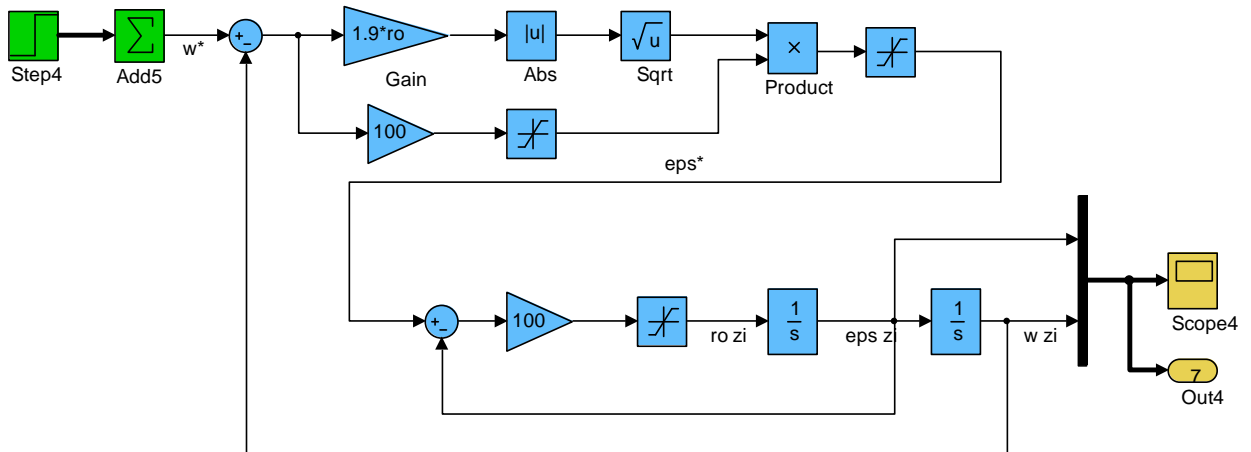 Step4
Add5
w*
+
−
1.9*ro
Gain
|u|
Abs
√u
Sqrt
×
Product
100
eps*
+
−
100
ro zi
1
s
eps zi
1
s
w zi
Scope4
7
Out4